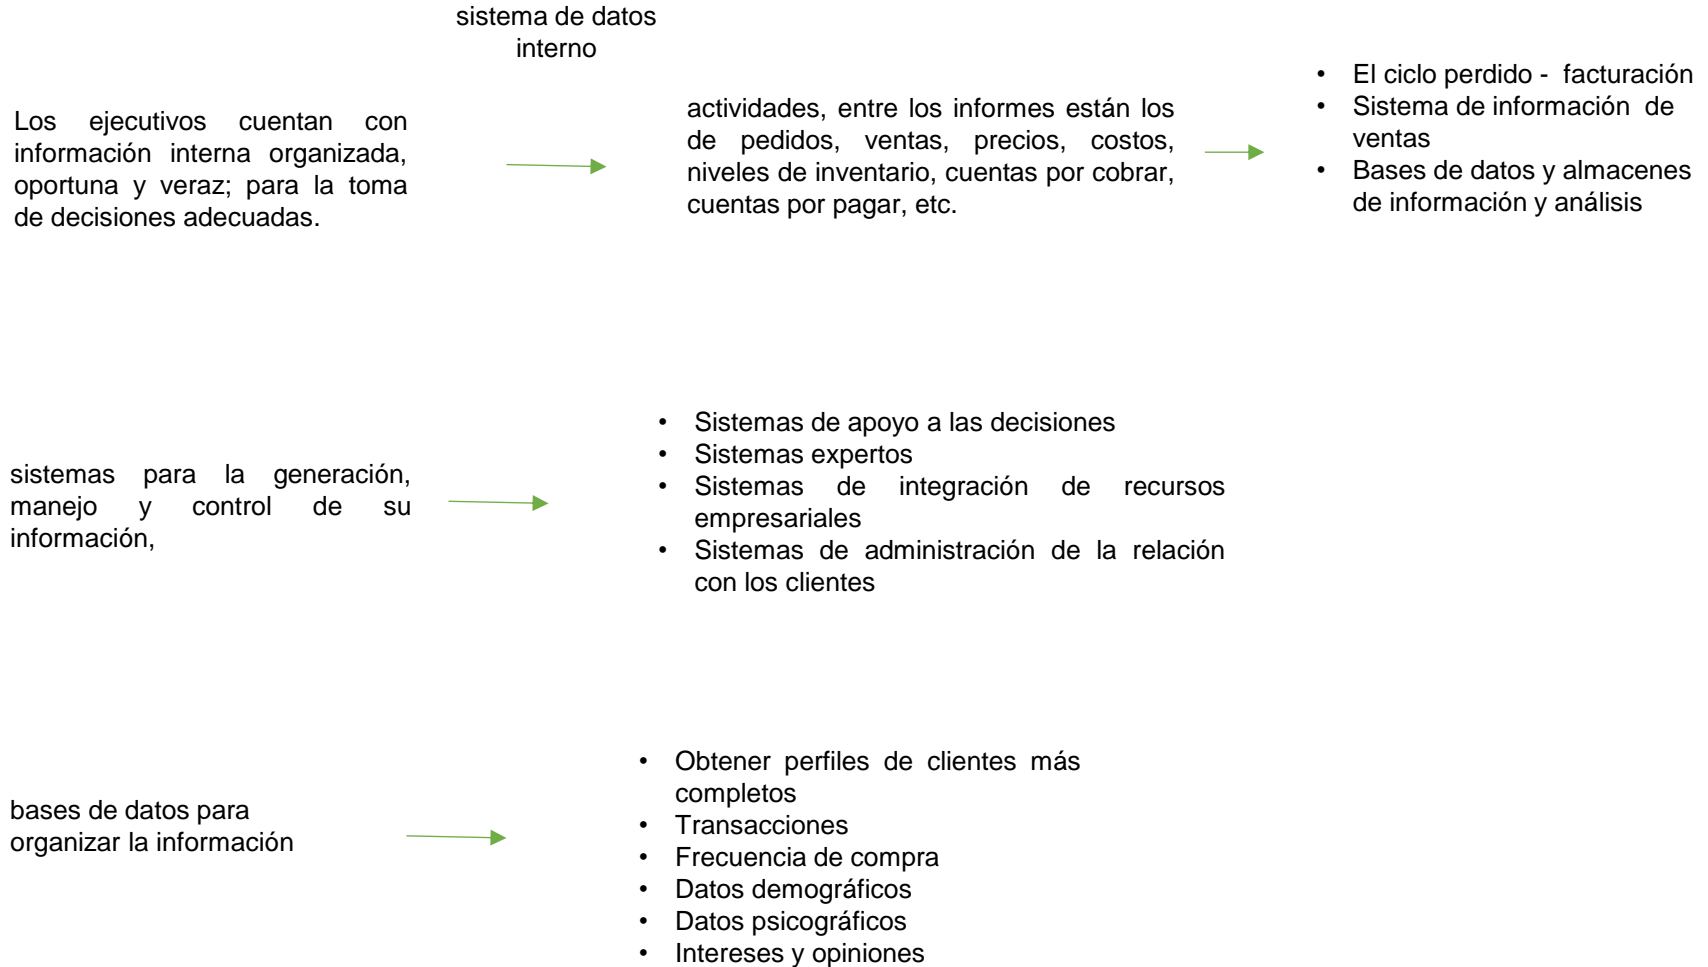 sistema de datos
interno
Los ejecutivos cuentan con
información interna organizada,
oportuna y veraz; para la toma
de decisiones adecuadas.
actividades, entre los informes están los
de pedidos, ventas, precios, costos,
niveles de inventario, cuentas por cobrar,
cuentas por pagar, etc.
• El ciclo perdido - facturación
• Sistema de información de
ventas
• Bases de datos y almacenes
de información y análisis
sistemas para la generación,
manejo y control de su
información,
• Sistemas de apoyo a las decisiones
• Sistemas expertos
• Sistemas de integración de recursos
empresariales
• Sistemas de administración de la relación
con los clientes
bases de datos para
organizar la información
• Obtener perfiles de clientes más
completos
• Transacciones
• Frecuencia de compra
• Datos demográficos
• Datos psicográficos
• Intereses y opiniones